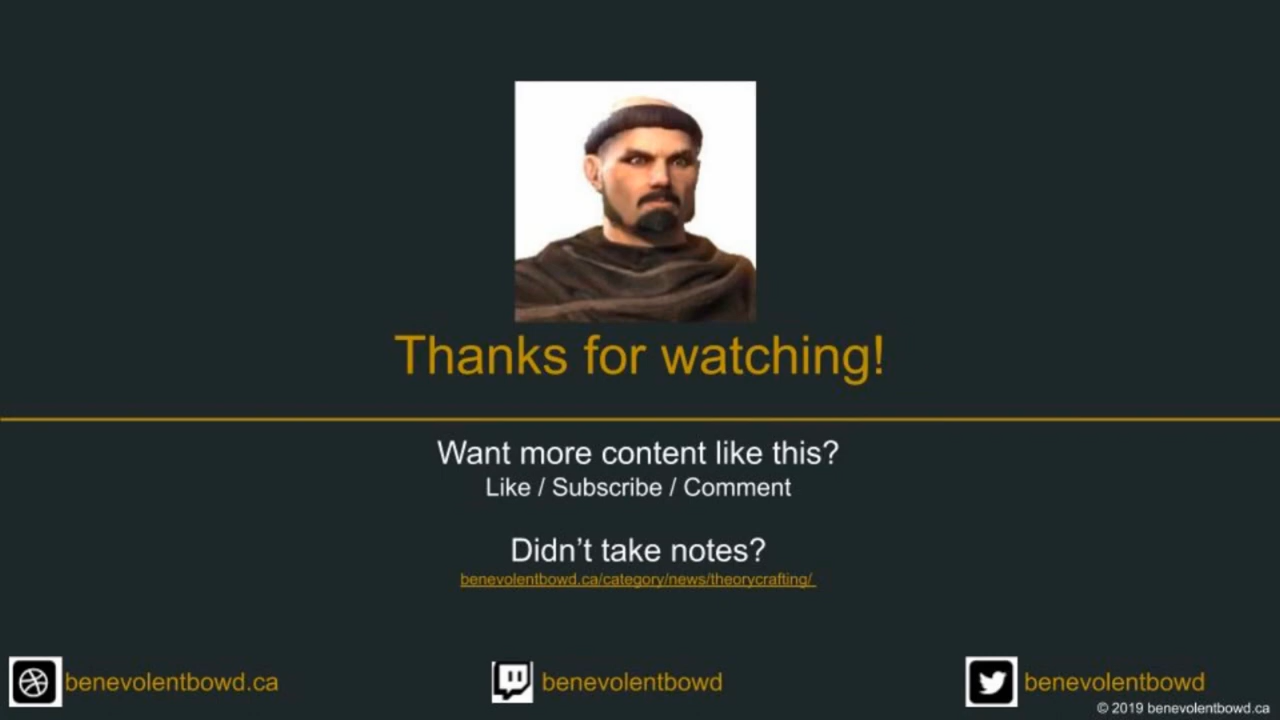 Thanks for watching!
Want more content like this?
Like / Subscribe / Comment
Didn’t take notes?
benevolentbowd.ca/category/news/theorycrafting/
benevolentbowd.ca
benevolentbowd
benevolentbowd
© 2019 benevolentbowd.ca